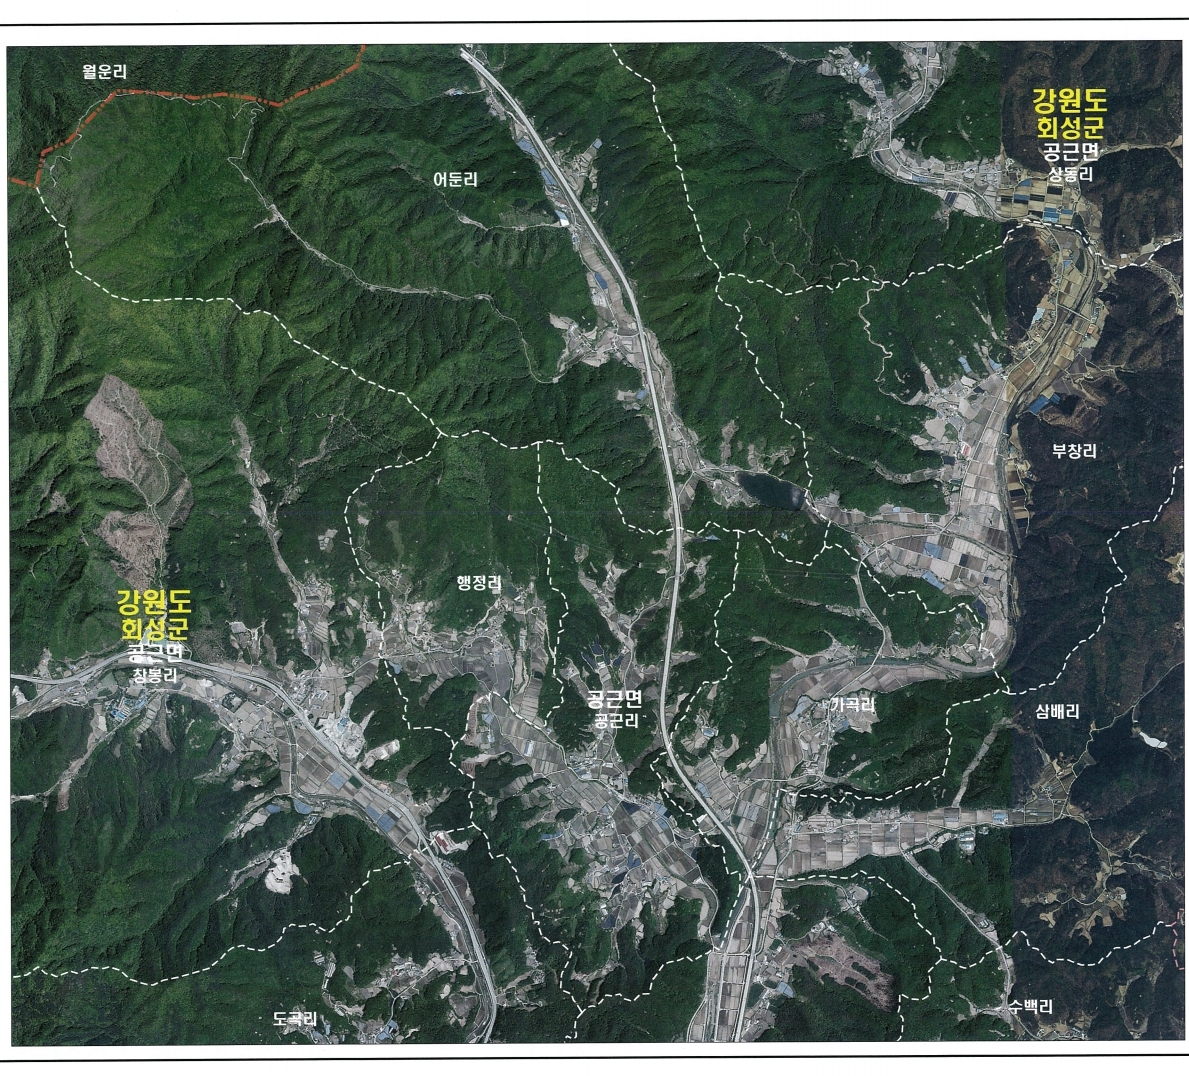 월운리
강원도
회성군
공근면
상동리
어둔리
부창리
행정리
강원도
회성군
공근면
창봉리
공근면
공근리
가곡리
삼배리
도곡리
수백리